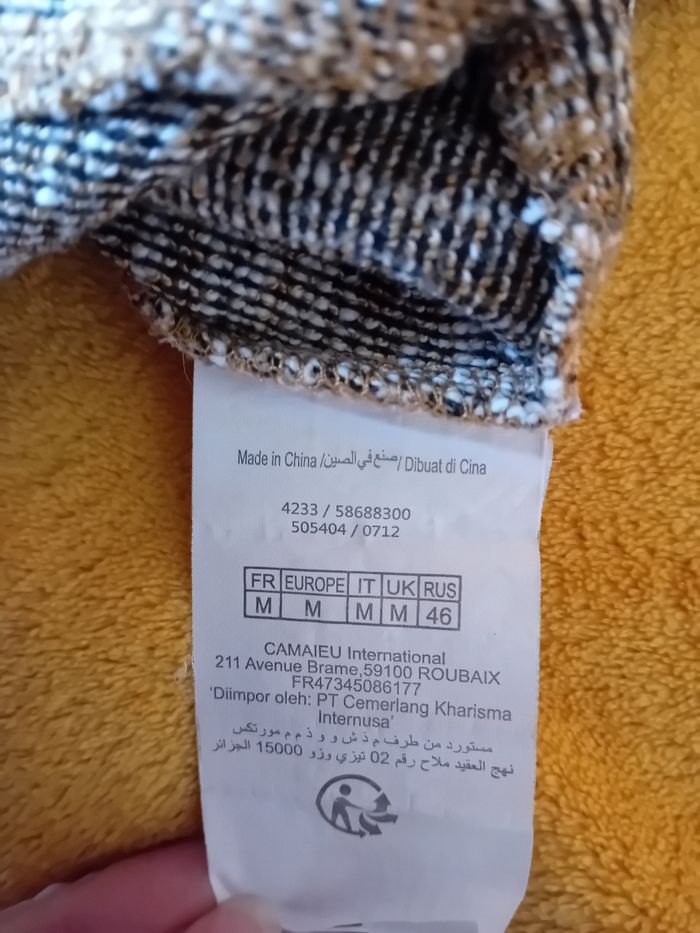 Made in China /صنع في الصين/ Dibuat di Cina
4233 / 58688300
505404 / 0712
FR EUROPE IT UK RUS
M M M M 46
CAMAIEU International
211 Avenue Brame,59100 ROUBAIX
FR47345086177
'Diimpor oleh: PT Cemerlang Kharisma
Internusa'
مستورد من طرف م ذ ش و و ذ م م مورتكس
نهج العقيد ملاح رقم 02 تيزي وزو 15000 الجزائر